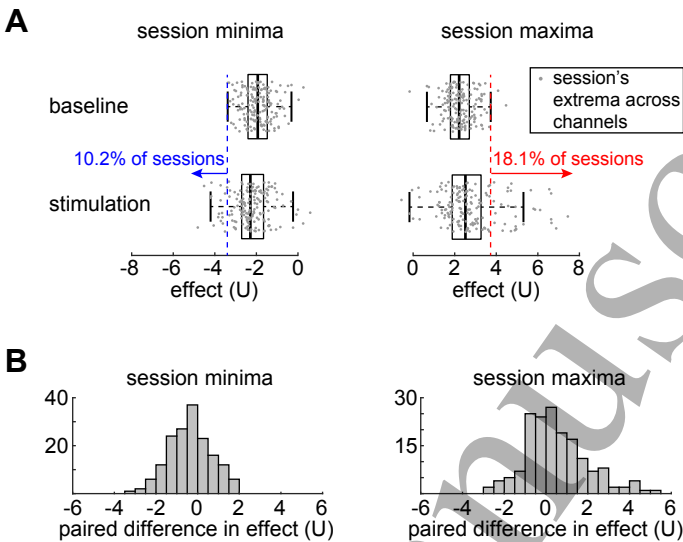 A
session minima
session maxima
baseline
session's
extrema across
channels
10.2% of sessions
18.1% of sessions
stimulation
-8 -6 -4 -2 0
0 2 4 6 8
effect (U)
effect (U)
B
session minima
session maxima
40
20
30
15
-6 -4 -2 0 2 4 6
-6 -4 -2 0 2 4 6
paired difference in effect (U)
paired difference in effect (U)
nusc